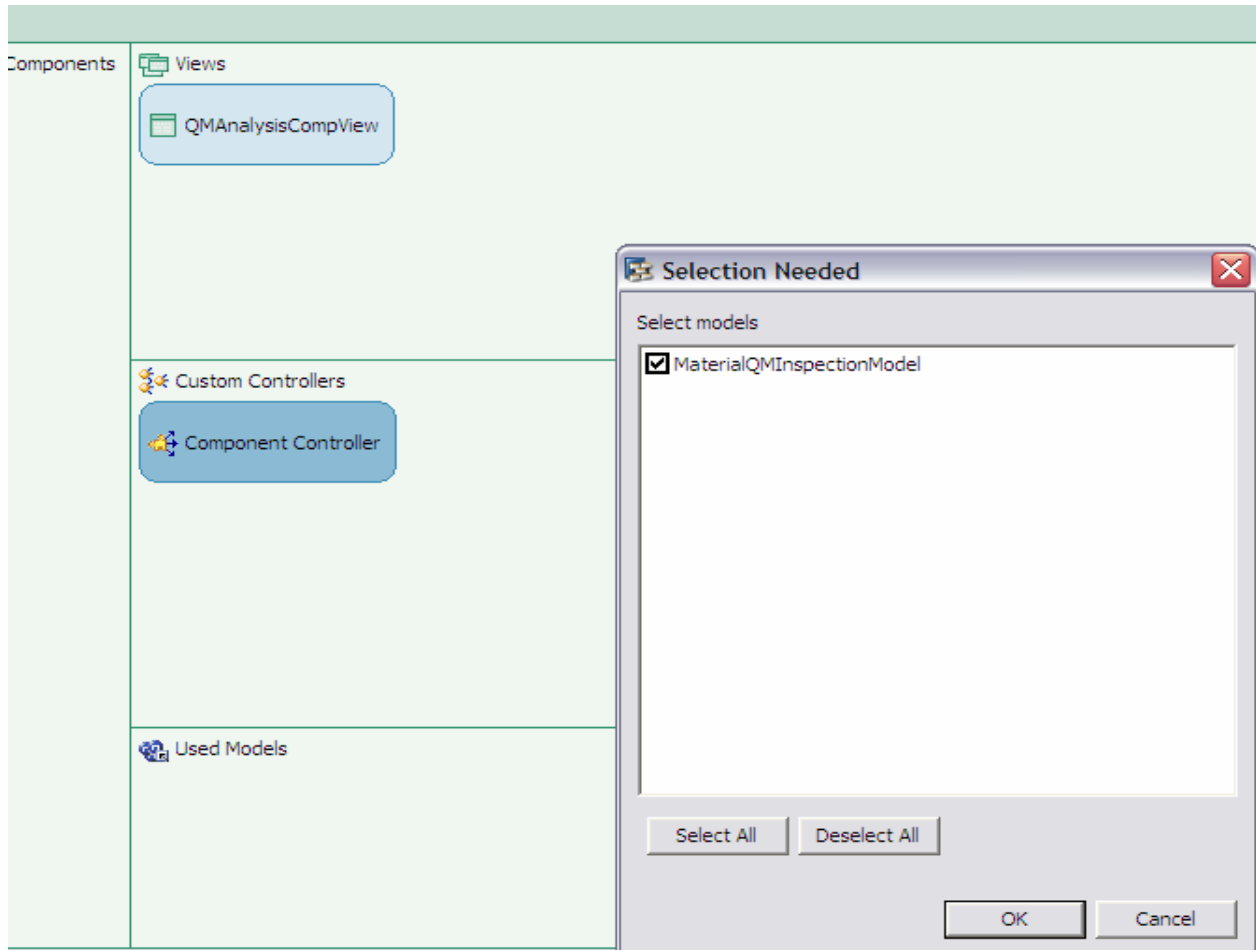 Components
Views
QMAnalysisCompView
Selection Needed
Select models
MaterialQMInspectionModel
Custom Controllers
Component Controller
Used Models
Select All
Deselect All
OK
Cancel